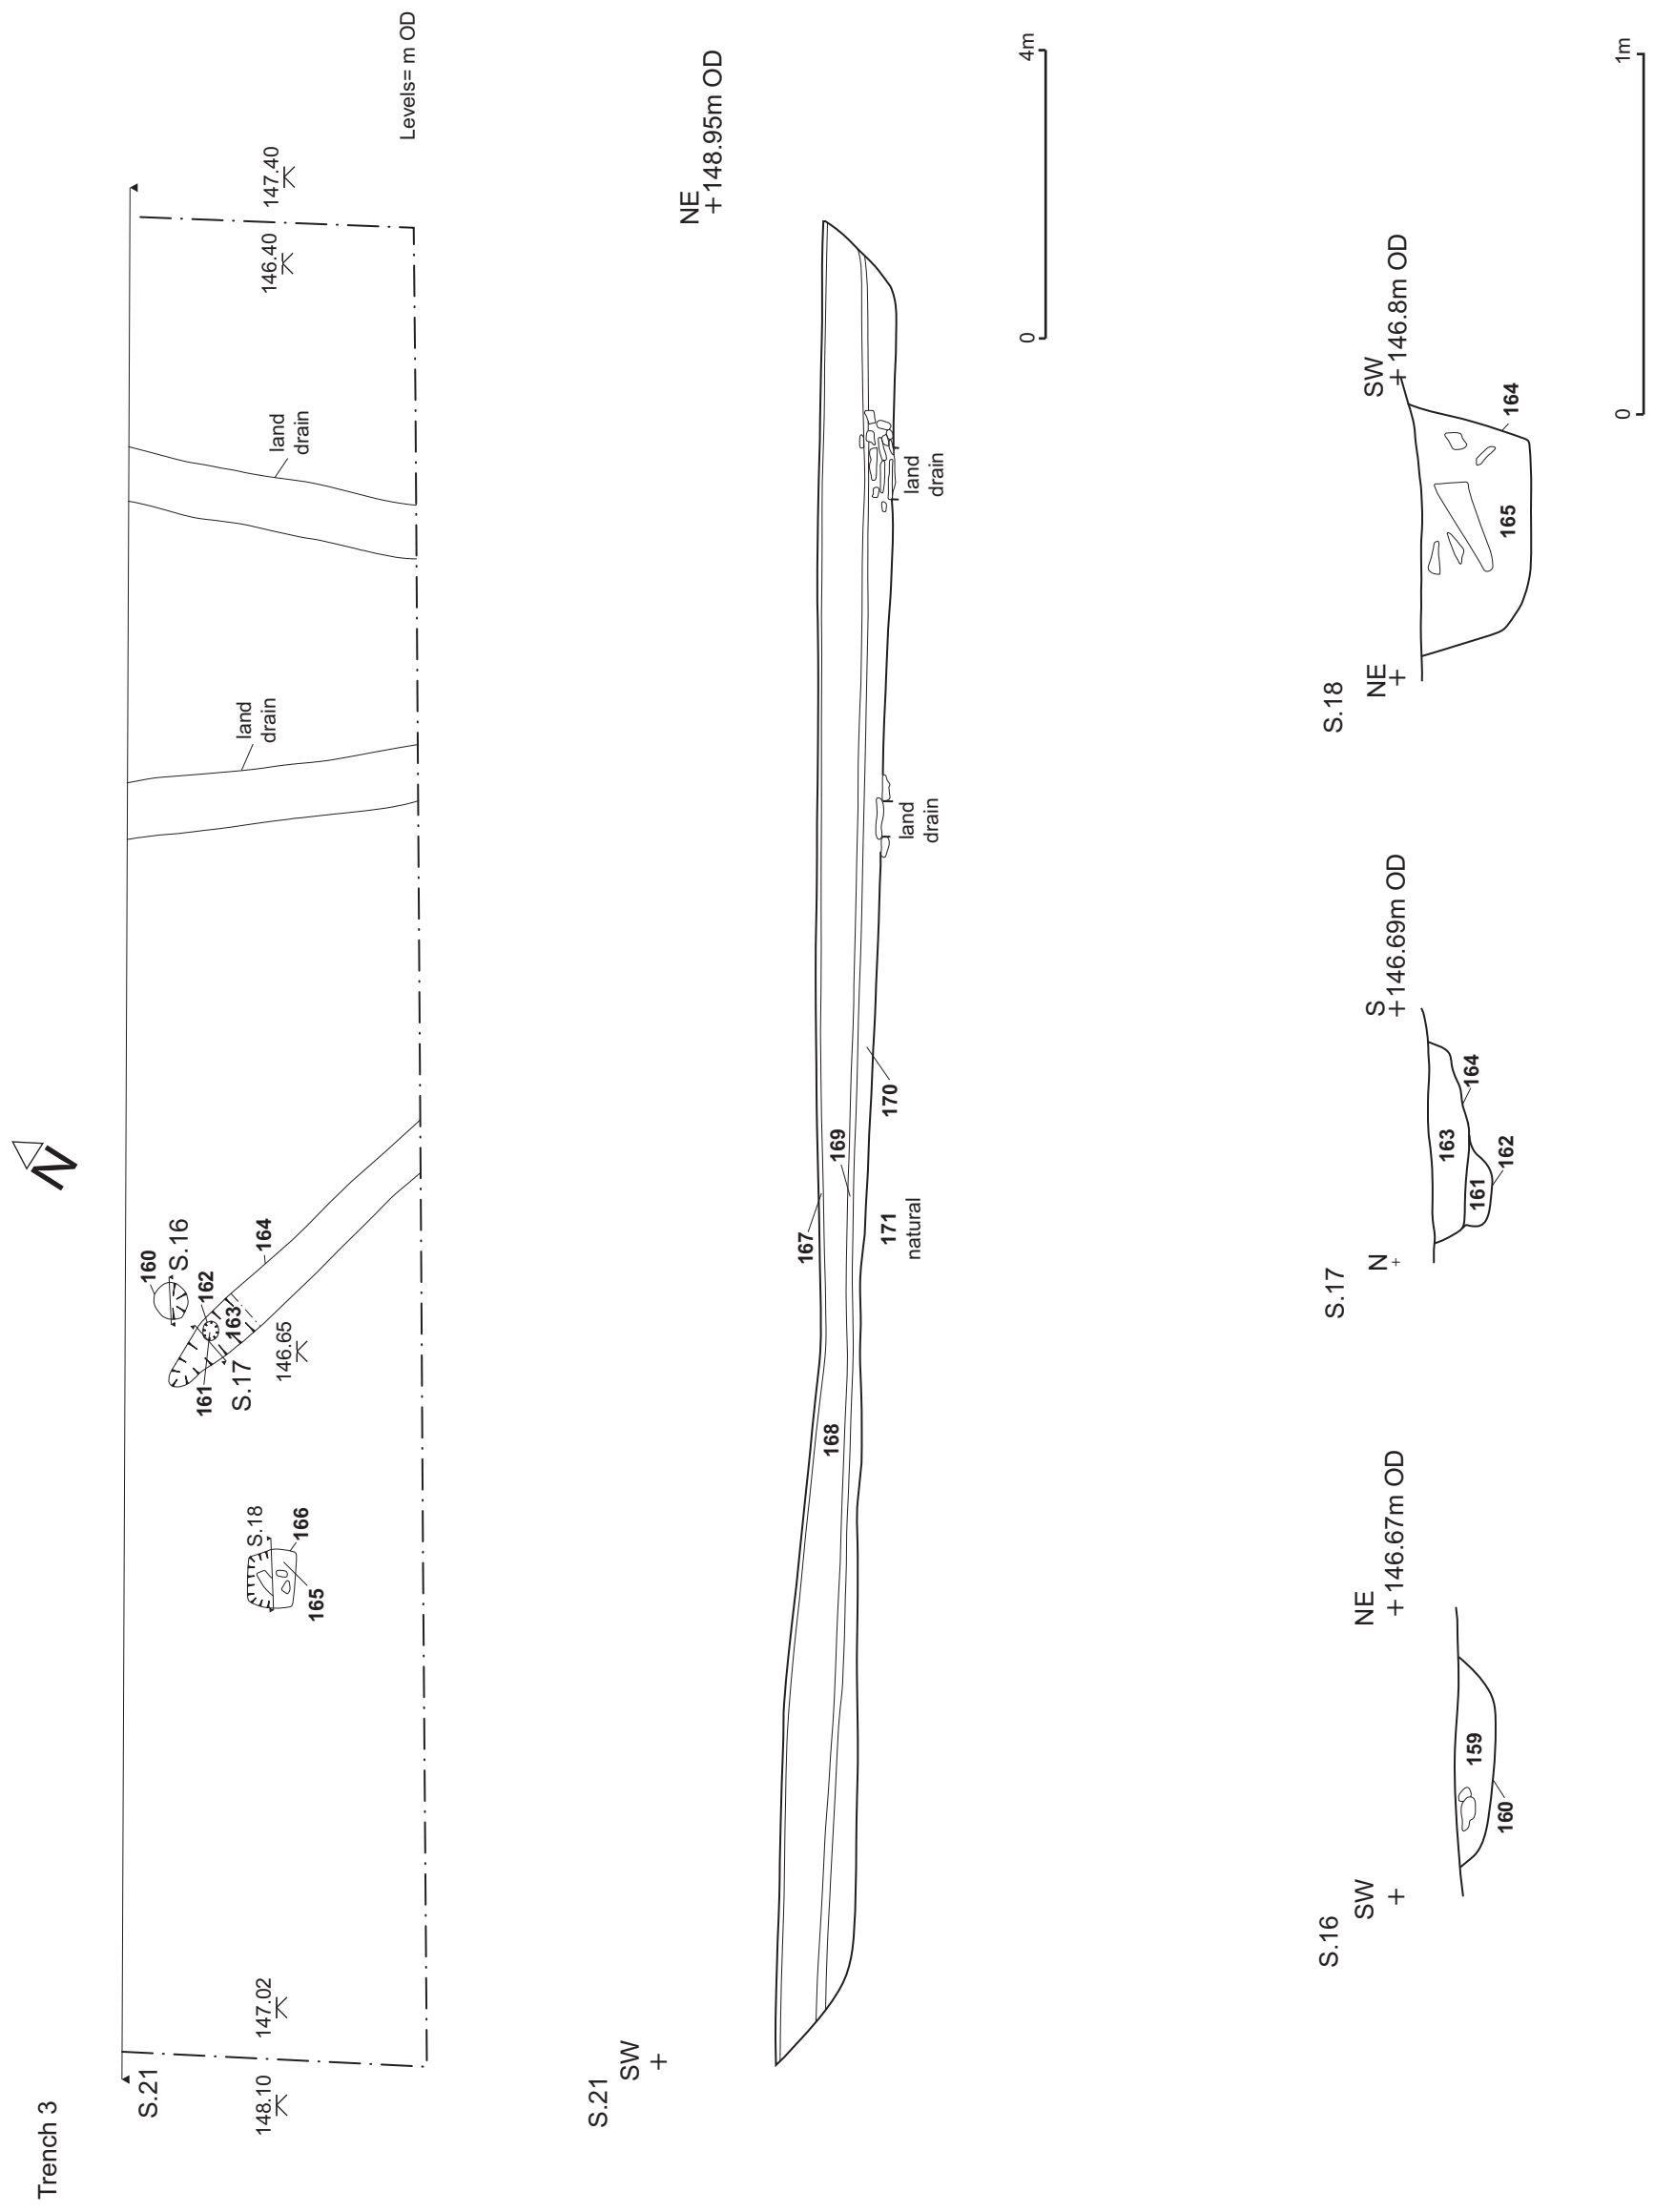 Trench 3
N
S.21
148.10
147.02
165
166
S.18
161
S.17
146.65
163
162
160
S.16
164
land
drain
land
drain
146.40
147.40
Levels= m OD
S.21
SW
NE
148.95m OD
168
167
169
171
natural
170
land
drain
land
drain
0
4m
S.16
SW
160
159
NE
146.67m OD
S.17
N
161
162
163
164
S
146.69m OD
S.18
NE
165
164
SW
146.8m OD
0
1m